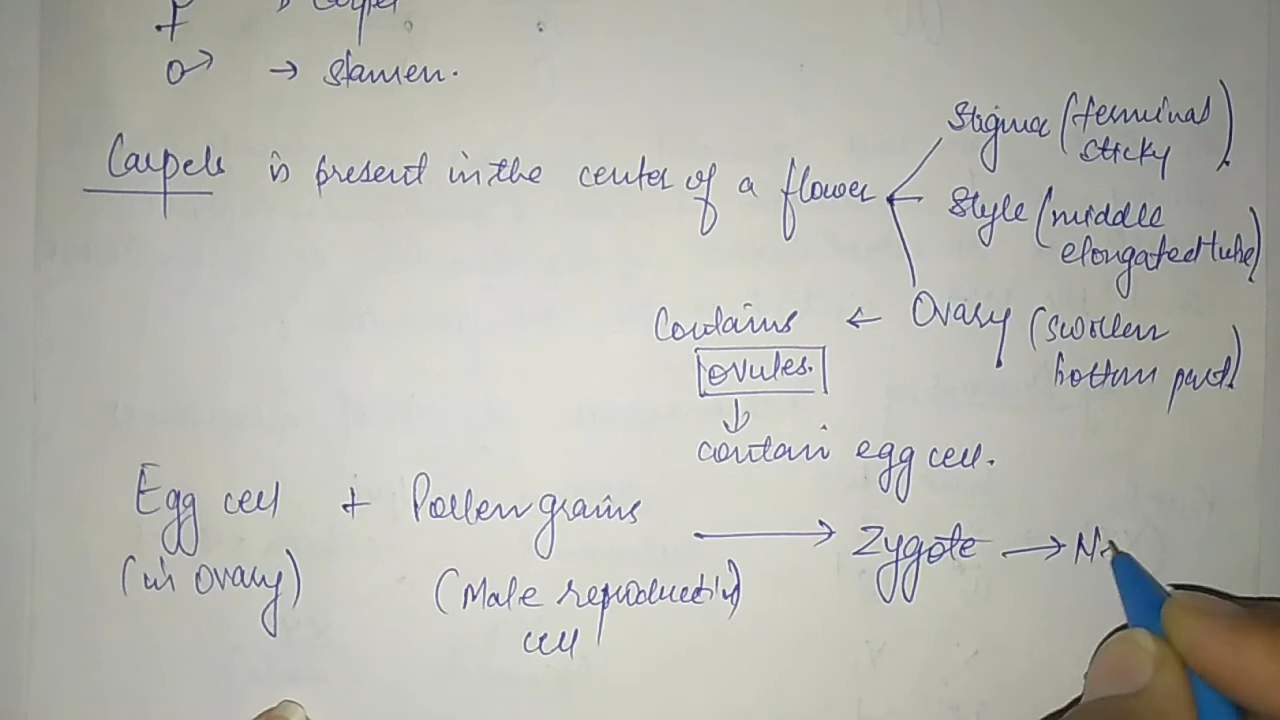 ♀ → Carpel
♂ → stamen.
Carpels is present in the center of a flower
Stigma (terminal
sticky)
Style (middle
elongated tube)
Contains ← Ovary (swollen
bottom part)
ovules.
↓
contain egg cell.
Egg cell + Pollen grains → Zygote → N
(in ovary) (Male reproductive
cell)